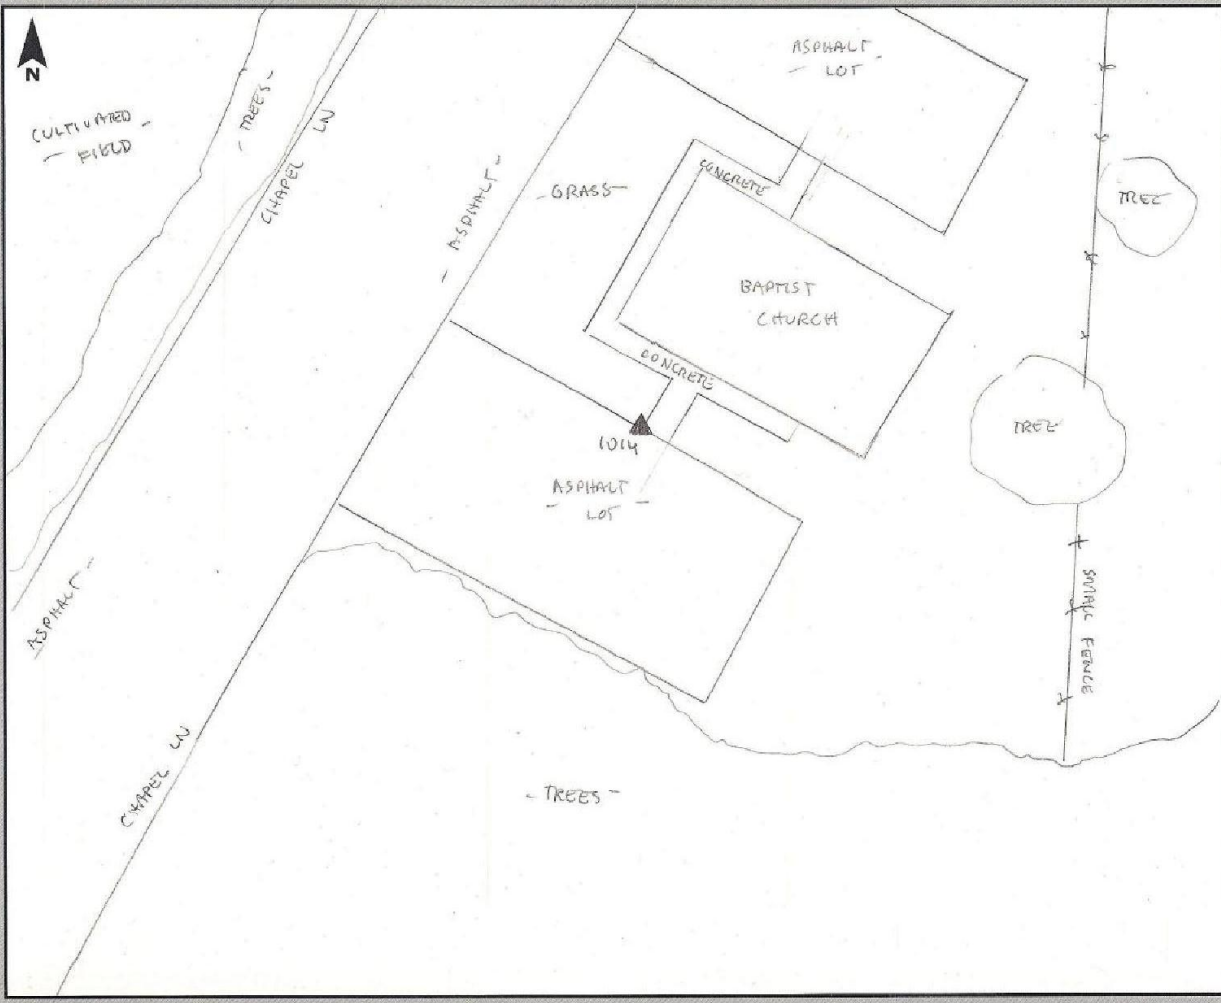 N
ASPHALT
LOT
CULTIVATED
FIELD
TREES
CHAPEL LN
ASPHALT
GRASS
CONCRETE
TREE
BAPTIST
CHURCH
CONCRETE
TREE
1014
ASPHALT
LOT
ASPHALT
SMALL FENCE
CHAPEL LN
TREES